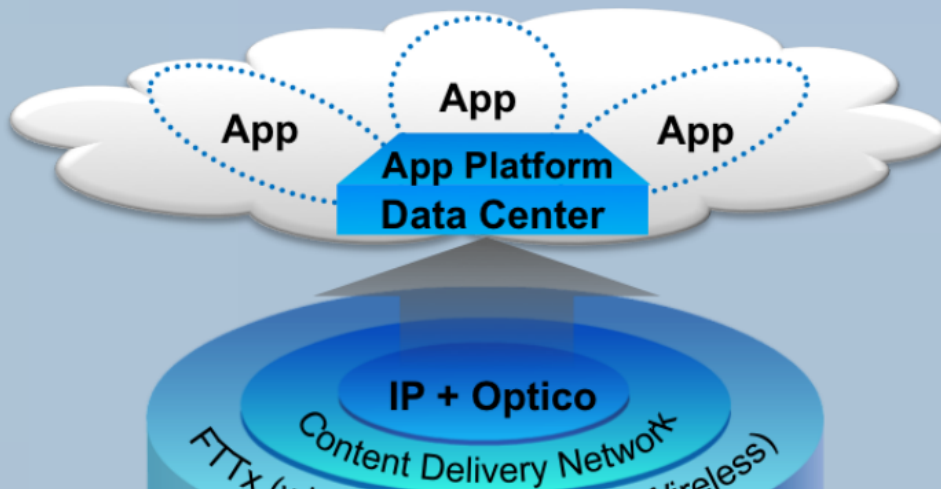 App
App
App
App Platform
Data Center
IP + Optico
Content Delivery Network
FTTx
Wireless)